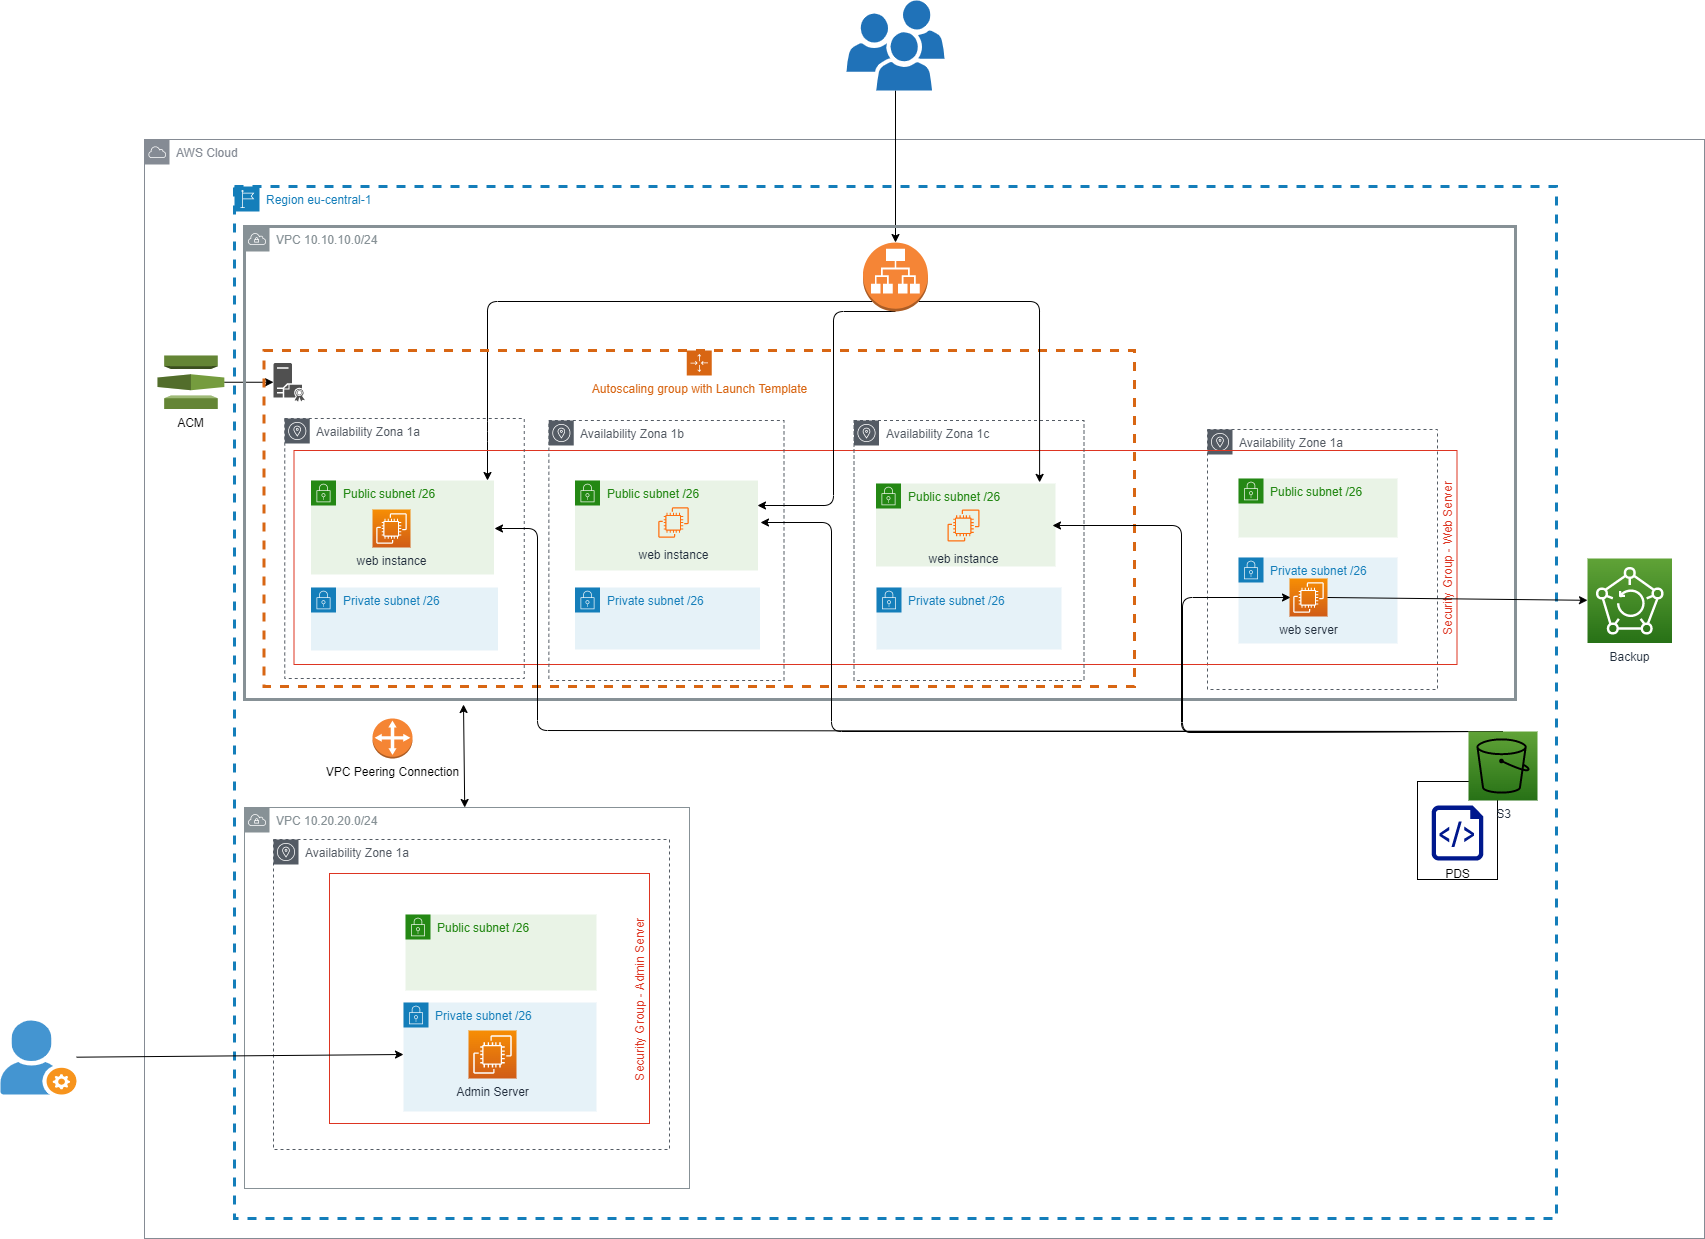 AWS Cloud
Region eu-central-1
VPC 10.10.10.0/24
Autoscaling group with Launch Template
ACM
Availability Zona 1a
Availability Zona 1b
Availability Zona 1c
Availability Zone 1a
Public subnet /26
web instance
Private subnet /26
Public subnet /26
web instance
Private subnet /26
Public subnet /26
web instance
Private subnet /26
Public subnet /26
Private subnet /26
web server
Security Group - Web Server
Backup
VPC Peering Connection
S3
</>
PDS
VPC 10.20.20.0/24
Availability Zone 1a
Public subnet /26
Private subnet /26
Admin Server
Security Group - Admin Server